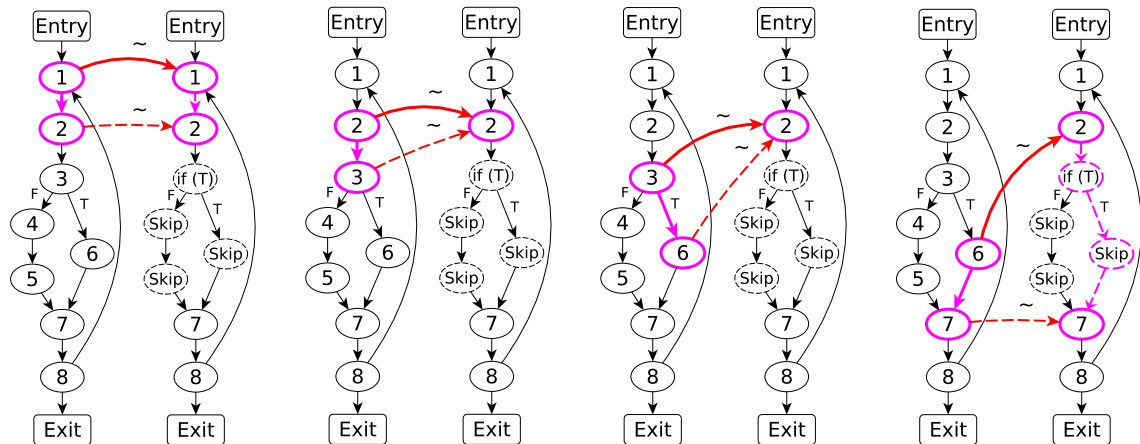 Entry Entry Entry Entry Entry Entry Entry Entry
~
1 1 1 1 1 1 1 1
~ ~ ~ ~
2 2 2 2 2 2 2 2
~ ~
3 if (T) 3 if (T) 3 if (T) 3 if (T)
F T F T F T F T F T F T F T F T
4 Skip 4 Skip 4 Skip 4 Skip
6 Skip 6 Skip 6 Skip 6 Skip
5 Skip 5 Skip 5 Skip 5 Skip
~
7 7 7 7 7 7 7 7
8 8 8 8 8 8 8 8
Exit Exit Exit Exit Exit Exit Exit Exit